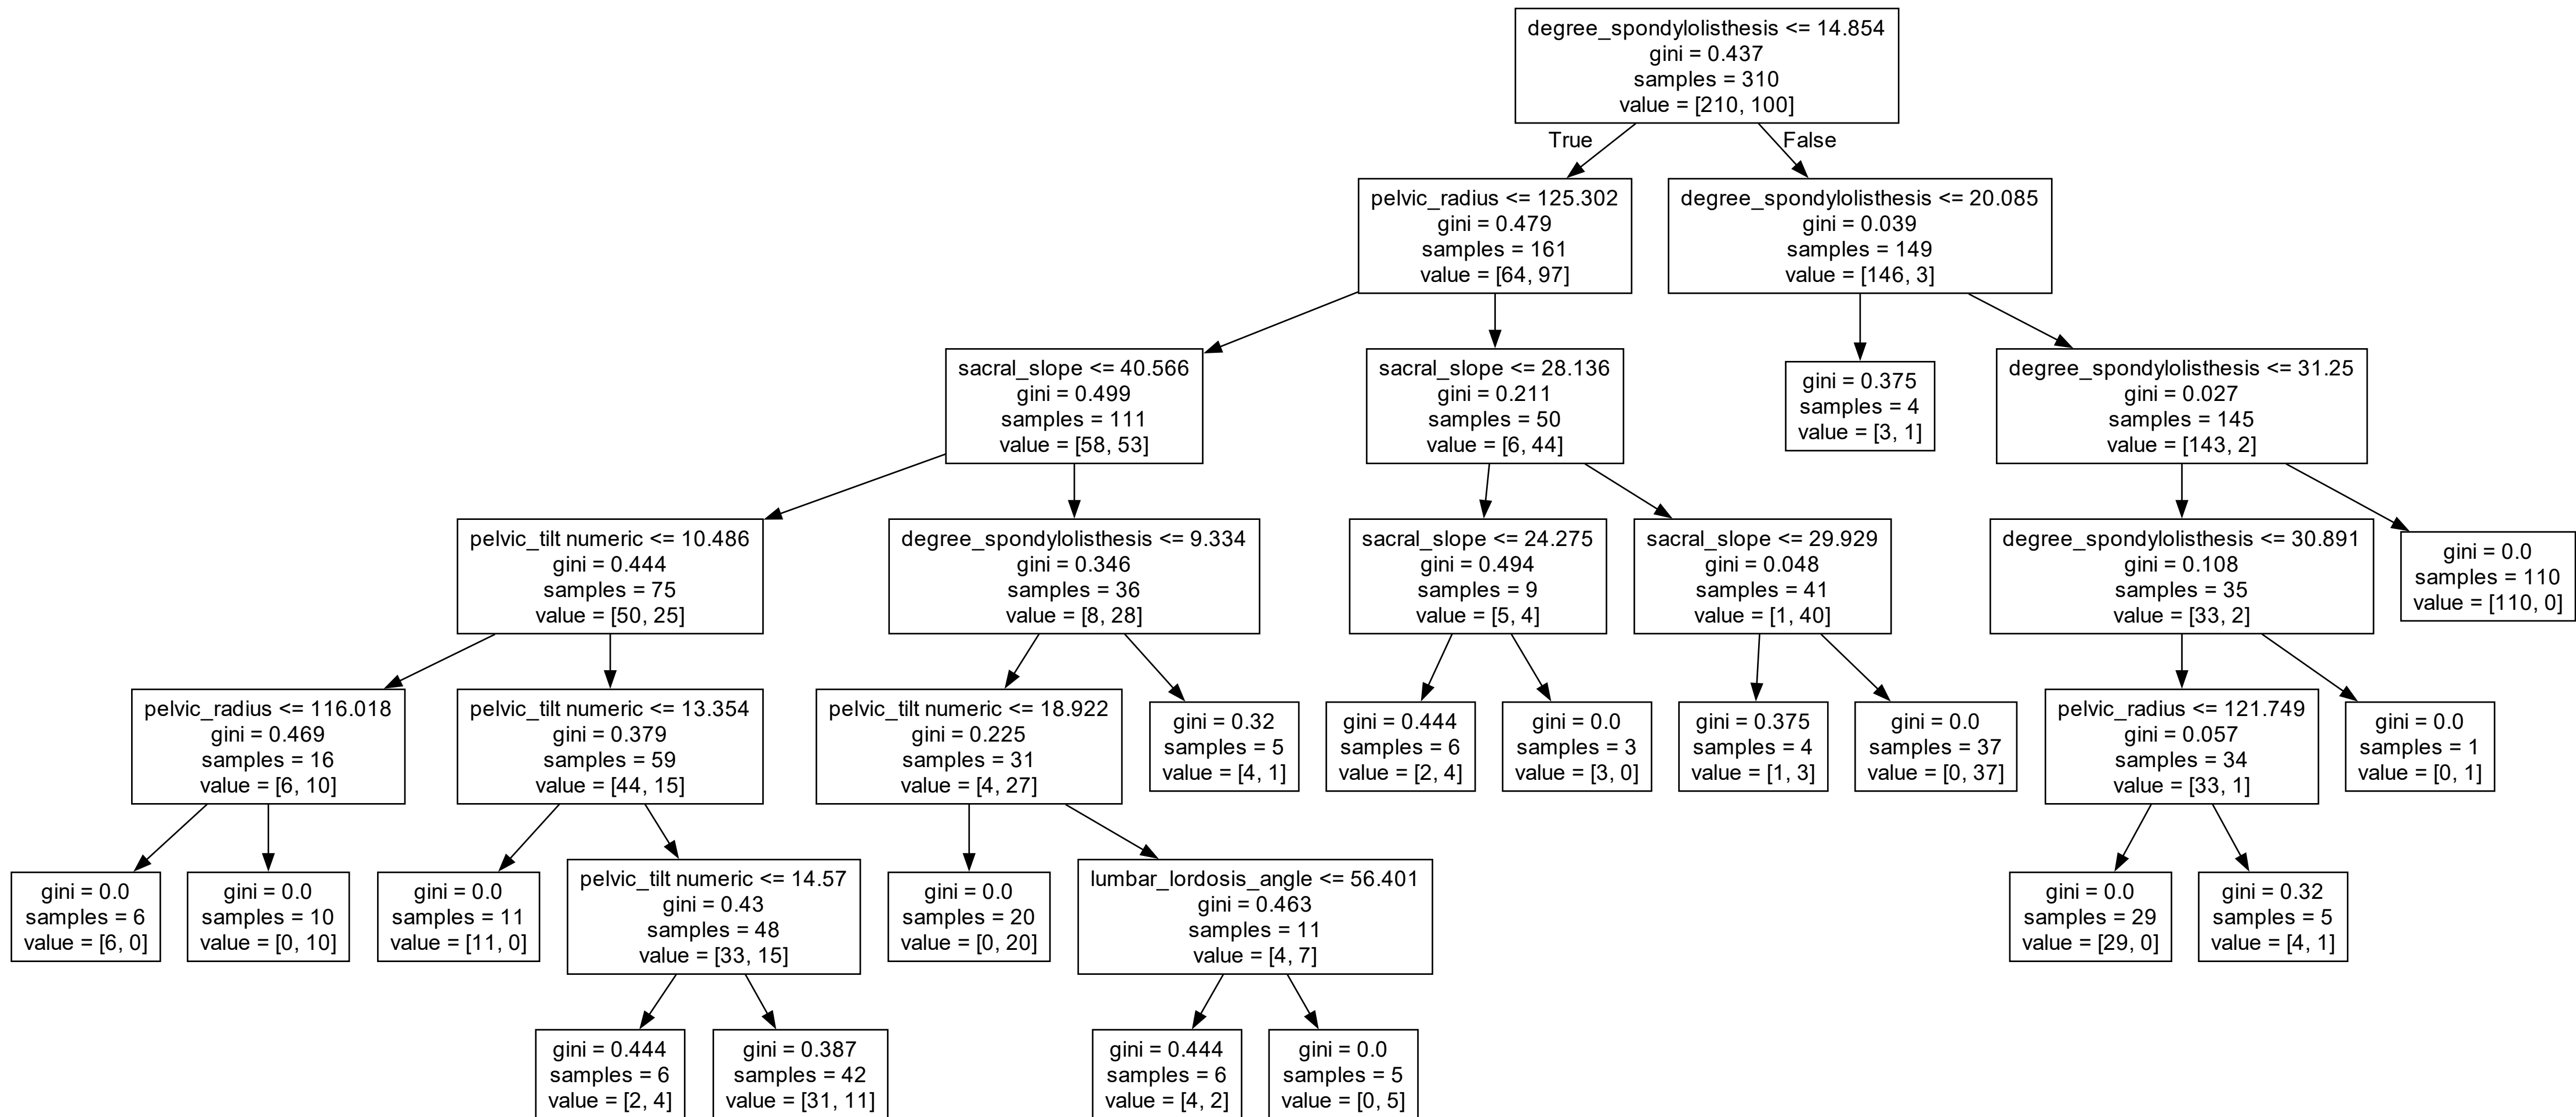 degree_spondylolisthesis <= 14.854
gini = 0.437
samples = 310
value = [210, 100]
True
False
pelvic_radius <= 125.302
gini = 0.479
samples = 161
value = [64, 97]
degree_spondylolisthesis <= 20.085
gini = 0.039
samples = 149
value = [146, 3]
sacral_slope <= 40.566
gini = 0.499
samples = 111
value = [58, 53]
sacral_slope <= 28.136
gini = 0.211
samples = 50
value = [6, 44]
gini = 0.375
samples = 4
value = [3, 1]
degree_spondylolisthesis <= 31.25
gini = 0.027
samples = 145
value = [143, 2]
pelvic_tilt numeric <= 10.486
gini = 0.444
samples = 75
value = [50, 25]
degree_spondylolisthesis <= 9.334
gini = 0.346
samples = 36
value = [8, 28]
sacral_slope <= 24.275
gini = 0.494
samples = 9
value = [5, 4]
sacral_slope <= 29.929
gini = 0.048
samples = 41
value = [1, 40]
degree_spondylolisthesis <= 30.891
gini = 0.108
samples = 35
value = [33, 2]
gini = 0.0
samples = 110
value = [110, 0]
pelvic_radius <= 116.018
gini = 0.469
samples = 16
value = [6, 10]
pelvic_tilt numeric <= 13.354
gini = 0.379
samples = 59
value = [44, 15]
pelvic_tilt numeric <= 18.922
gini = 0.225
samples = 31
value = [4, 27]
gini = 0.32
samples = 5
value = [4, 1]
gini = 0.444
samples = 6
value = [2, 4]
gini = 0.0
samples = 3
value = [3, 0]
gini = 0.375
samples = 4
value = [1, 3]
gini = 0.0
samples = 37
value = [0, 37]
pelvic_radius <= 121.749
gini = 0.057
samples = 34
value = [33, 1]
gini = 0.0
samples = 1
value = [0, 1]
gini = 0.0
samples = 6
value = [6, 0]
gini = 0.0
samples = 10
value = [0, 10]
gini = 0.0
samples = 11
value = [11, 0]
pelvic_tilt numeric <= 14.57
gini = 0.43
samples = 48
value = [33, 15]
gini = 0.0
samples = 20
value = [0, 20]
lumbar_lordosis_angle <= 56.401
gini = 0.463
samples = 11
value = [4, 7]
gini = 0.0
samples = 29
value = [29, 0]
gini = 0.32
samples = 5
value = [4, 1]
gini = 0.444
samples = 6
value = [2, 4]
gini = 0.387
samples = 42
value = [31, 11]
gini = 0.444
samples = 6
value = [4, 2]
gini = 0.0
samples = 5
value = [0, 5]